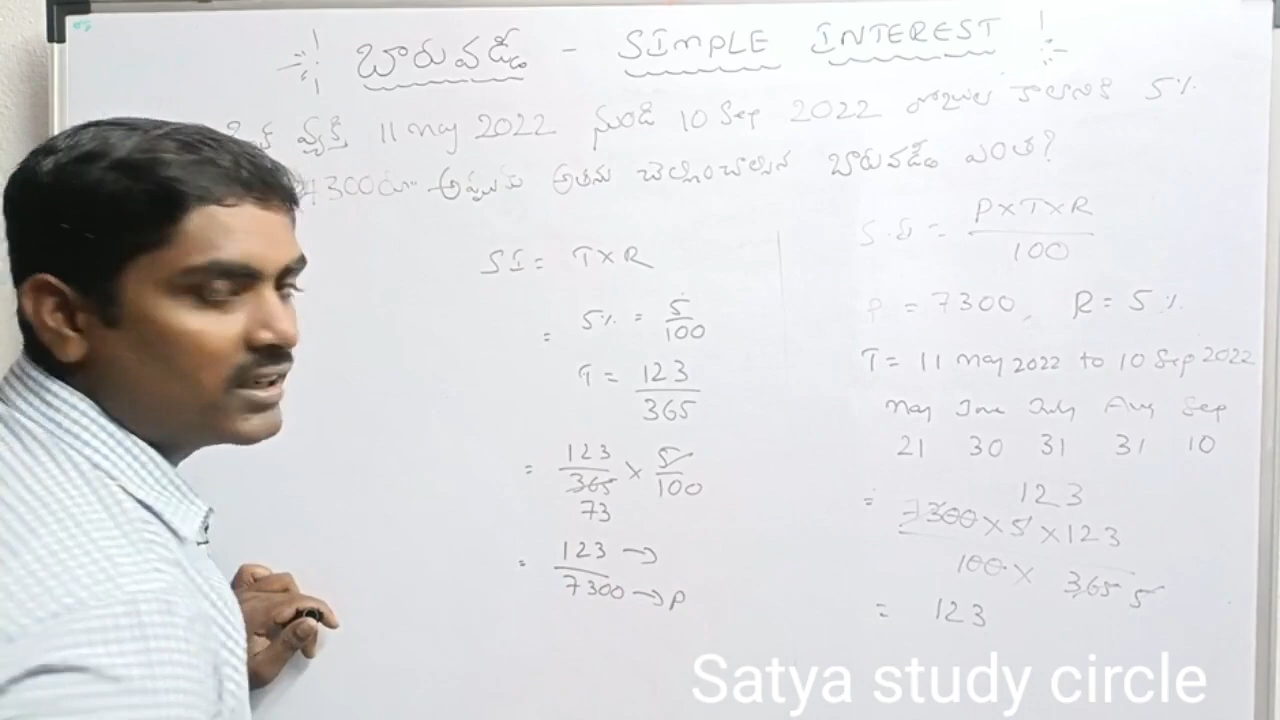 బారువడ్డీ - SIMPLE INTEREST
వ్యక్తి 11 May 2022 నుండి 10 Sep 2022 రోజుల కాలానికి 5%
7300రూ" అప్పుకు అతను చెల్లించాల్సిన బారువడ్డీ ఎంత?
SI = T×R
= 5% = 5/100
T = 123/365
= 123/365 × 5/100
73
= 123 → / 7300 → P
S.I = P×T×R/100
P = 7300, R = 5%
T = 11 May 2022 to 10 Sep 2022
May June July Aug Sep
21 30 31 31 10
123
= 7300×5×123 / 100 × 365 5
= 123
Satya study circle